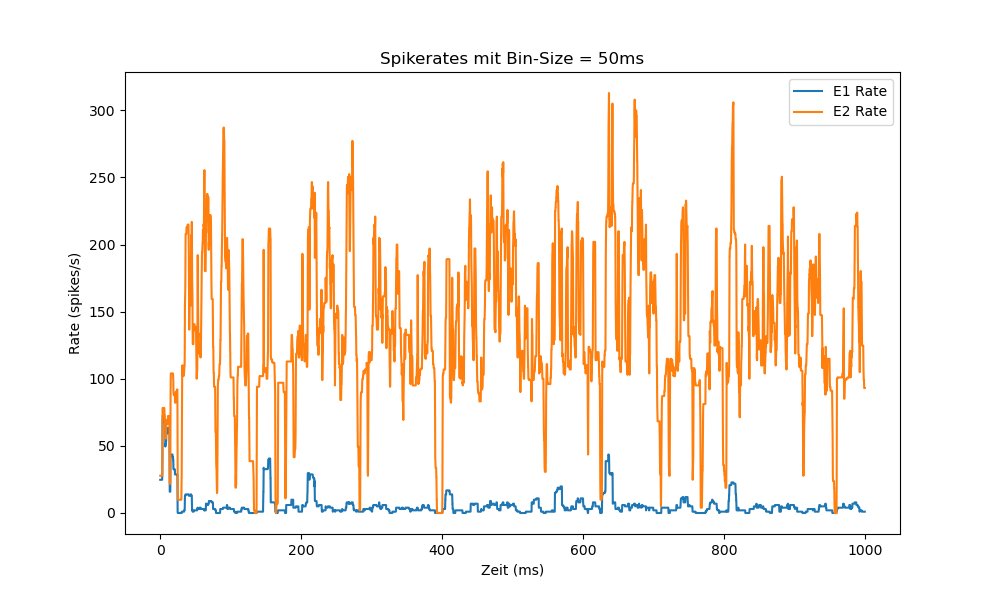 Spikerates mit Bin-Size = 50ms
E1 Rate
E2 Rate
Rate (spikes/s)
300
250
200
150
100
50
0
0
200
400
600
800
1000
Zeit (ms)